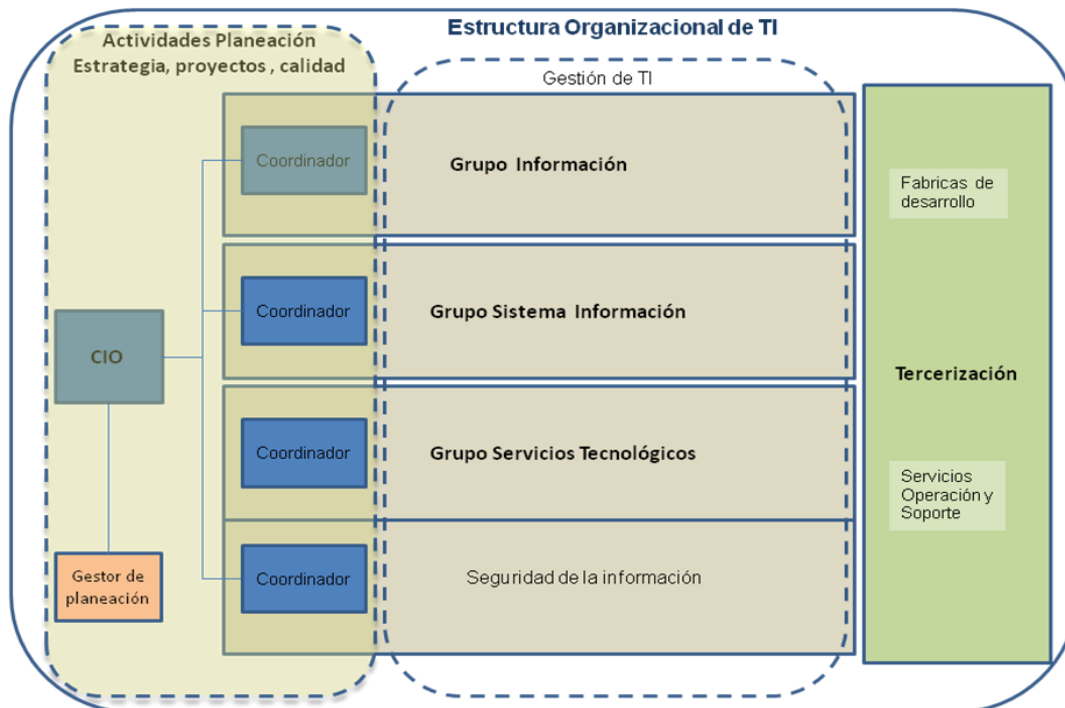 Estructura Organizacional de TI
Actividades Planeación
Estrategia, proyectos , calidad
Gestión de TI
Coordinador
Grupo Información
Fabricas de
desarrollo
Coordinador
Grupo Sistema Información
CIO
Tercerización
Coordinador
Grupo Servicios Tecnológicos
Servicios
Operación y
Soporte
Gestor de
planeación
Coordinador
Seguridad de la información